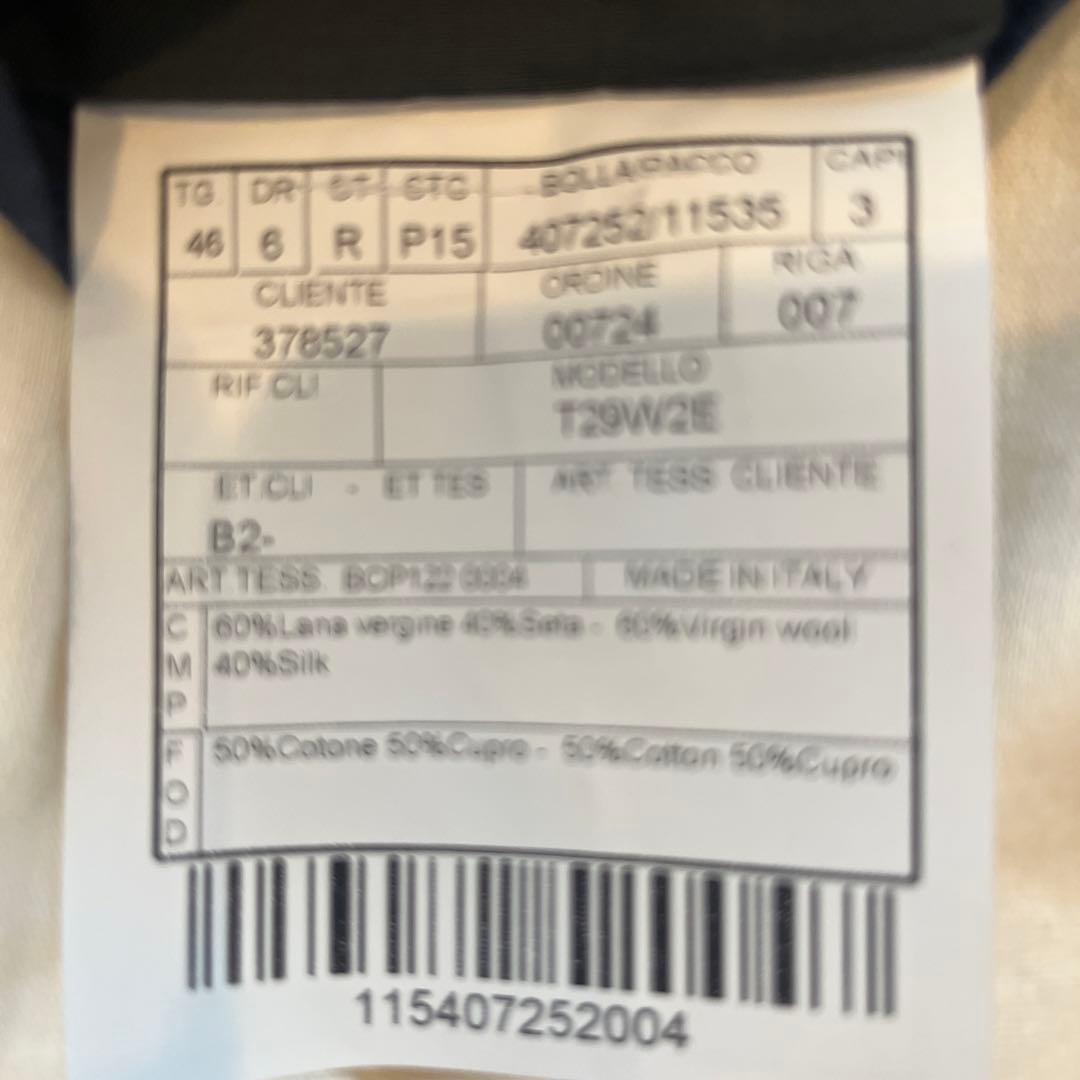 TG DR ST STG BOLLA/PACCO CAPI
46 6 R P15 407252/11535 3
CLIENTE ORDINE RIGA
378527 00724 007
RIF.CLI MODELLO
T29W2E
ET.CLI - ET TES ART. TESS CLIENTE
B2-
ART TESS. MADE IN ITALY
CMP 60%Lana vergine 40%Seta - 60%Virgin wool
40%Silk
FOD 50%Cotone 50%Cupro - 50%Cotton 50%Cupro
115407252004